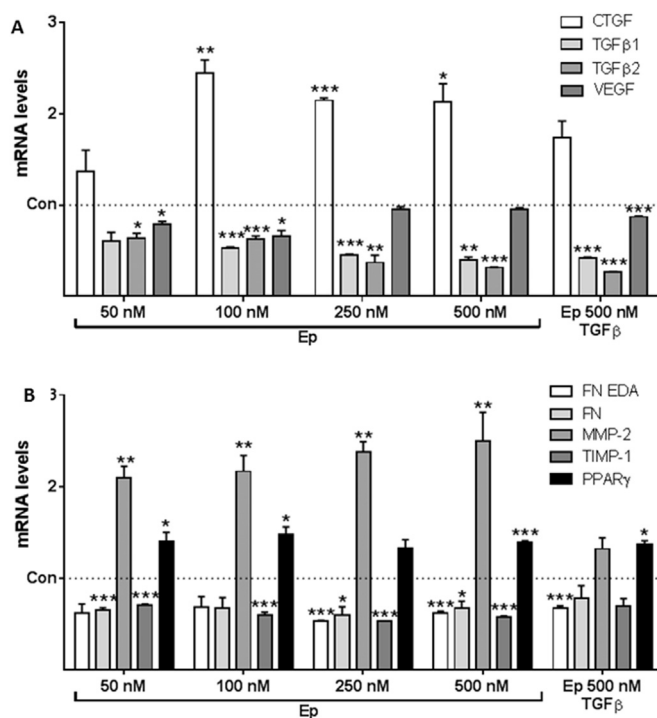 A
3
2
Con
0
mRNA levels
CTGF
TGFβ1
TGFβ2
VEGF
** *** *
* * *** *** * *** ** ** *** *** *** ***
50 nM 100 nM 250 nM 500 nM Ep 500 nM
Ep TGFβ
B
3
2
Con
0
mRNA levels
FN EDA
FN
MMP-2
TIMP-1
PPARγ
** ** ** **
* * *** *
*** *** *** *** * *** *** * *** ***
50 nM 100 nM 250 nM 500 nM Ep 500 nM
Ep TGFβ